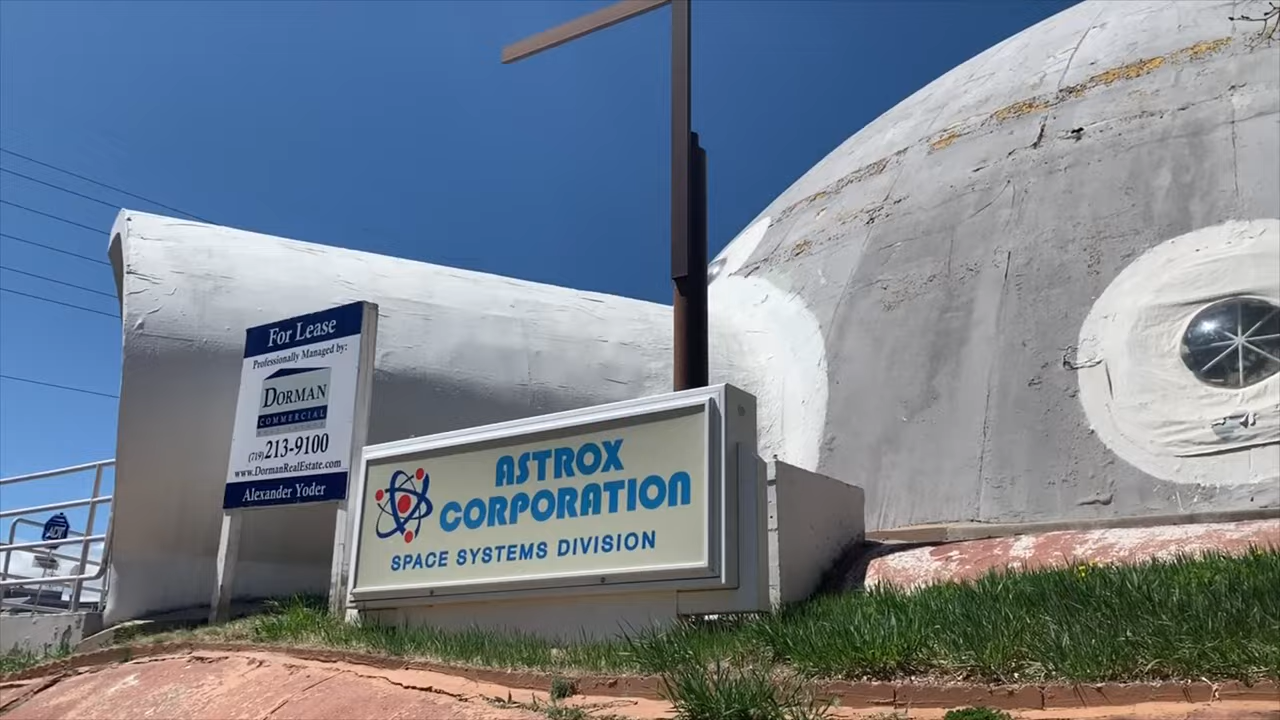 For Lease
Professionally Managed by:
DORMAN
COMMERCIAL
(719)213-9100
www.DormanRealEstate.com
Alexander Yoder
ASTROX
CORPORATION
SPACE SYSTEMS DIVISION
ADT